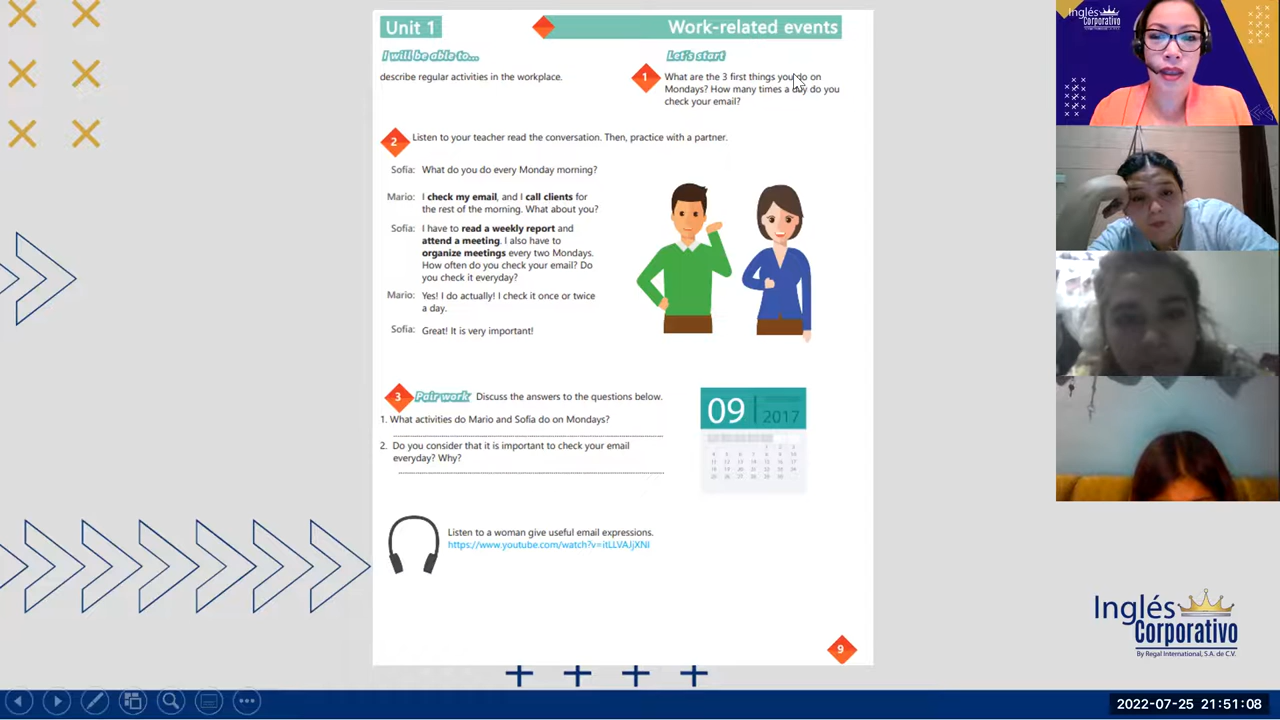 Unit 1
Work-related events
I will be able to...
describe regular activities in the workplace.
Let's start
1
What are the 3 first things you do on
Mondays? How many times a day do you
check your email?
2
Listen to your teacher read the conversation. Then, practice with a partner.
Sofia: What do you do every Monday morning?
Mario: I check my email, and I call clients for
the rest of the morning. What about you?
Sofia: I have to read a weekly report and
attend a meeting. I also have to
organize meetings every two Mondays.
How often do you check your email? Do
you check it everyday?
Mario: Yes! I do actually! I check it once or twice
a day.
Sofia: Great! It is very important!
3
Pair work Discuss the answers to the questions below.
1. What activities do Mario and Sofia do on Mondays?
2. Do you consider that it is important to check your email
everyday? Why?
09 2017
Listen to a woman give useful email expressions.
9
Inglés
Corporativo
Inglés
Corporativo
By Regal International, S.A. de C.V.
2022-07-25 21:51:08